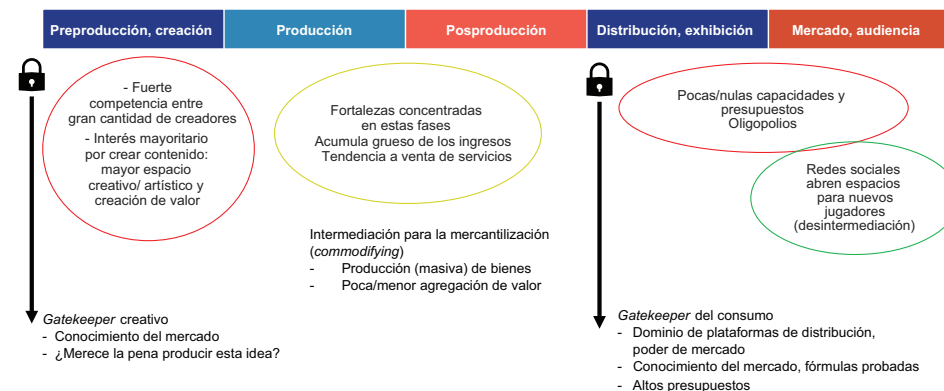 Preproducción, creación
Producción
Posproducción
Distribución, exhibición
Mercado, audiencia
- Fuerte
competencia entre
gran cantidad de creadores
- Interés mayoritario
por crear contenido:
mayor espacio
creativo/ artístico y
creación de valor
Fortalezas concentradas
en estas fases
Acumula grueso de los ingresos
Tendencia a venta de servicios
Pocas/nulas capacidades y
presupuestos
Oligopolios
Redes sociales
abren espacios
para nuevos
jugadores
(desintermediación)
Intermediación para la mercantilización
(commodifying)
- Producción (masiva) de bienes
- Poca/menor agregación de valor
Gatekeeper creativo
- Conocimiento del mercado
- ¿Merece la pena producir esta idea?
Gatekeeper del consumo
- Dominio de plataformas de distribución,
poder de mercado
- Conocimiento del mercado, fórmulas probadas
- Altos presupuestos